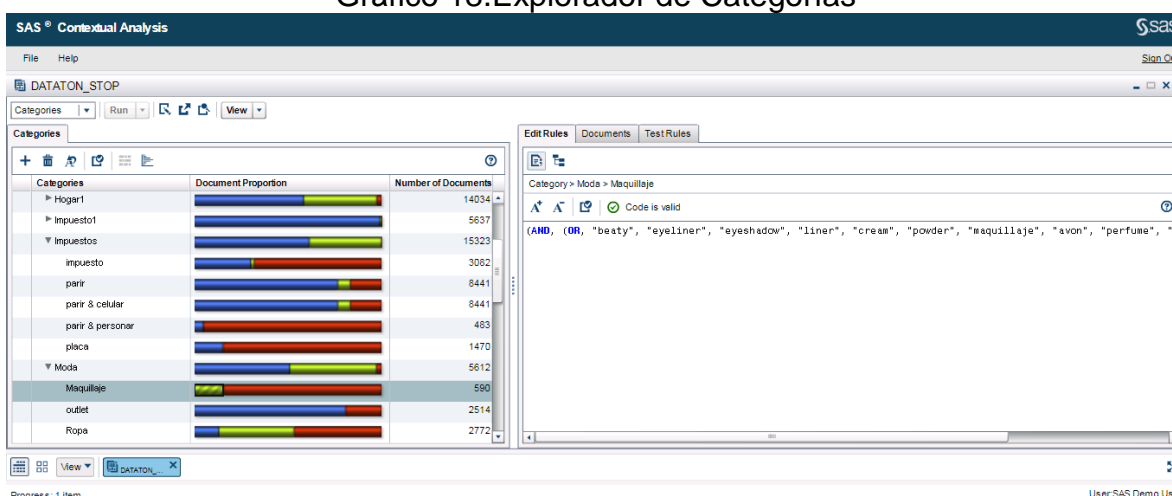 Gráfico 18.Explorador de Categorías
SAS ® Contextual Analysis
sas
File Help
Sign O
DATATON_STOP
Categories Run View
Categories
Edit Rules Documents Test Rules
Categories Document Proportion Number of Documents
Category > Moda > Maquillaje
Hogar1 14034
Code is valid
Impuesto1 5637
(AND, (OR, "beaty", "eyeliner", "eyeshadow", "liner", "cream", "powder", "maquillaje", "avon", "perfume", "
Impuestos 15323
impuesto 3082
parir 8441
parir & celular 8441
parir & personar 483
placa 1470
Moda 5612
Maquillaje 590
outlet 2514
Ropa 2772
View DATATON_...
Progress: 1 item
User:SAS Demo Us